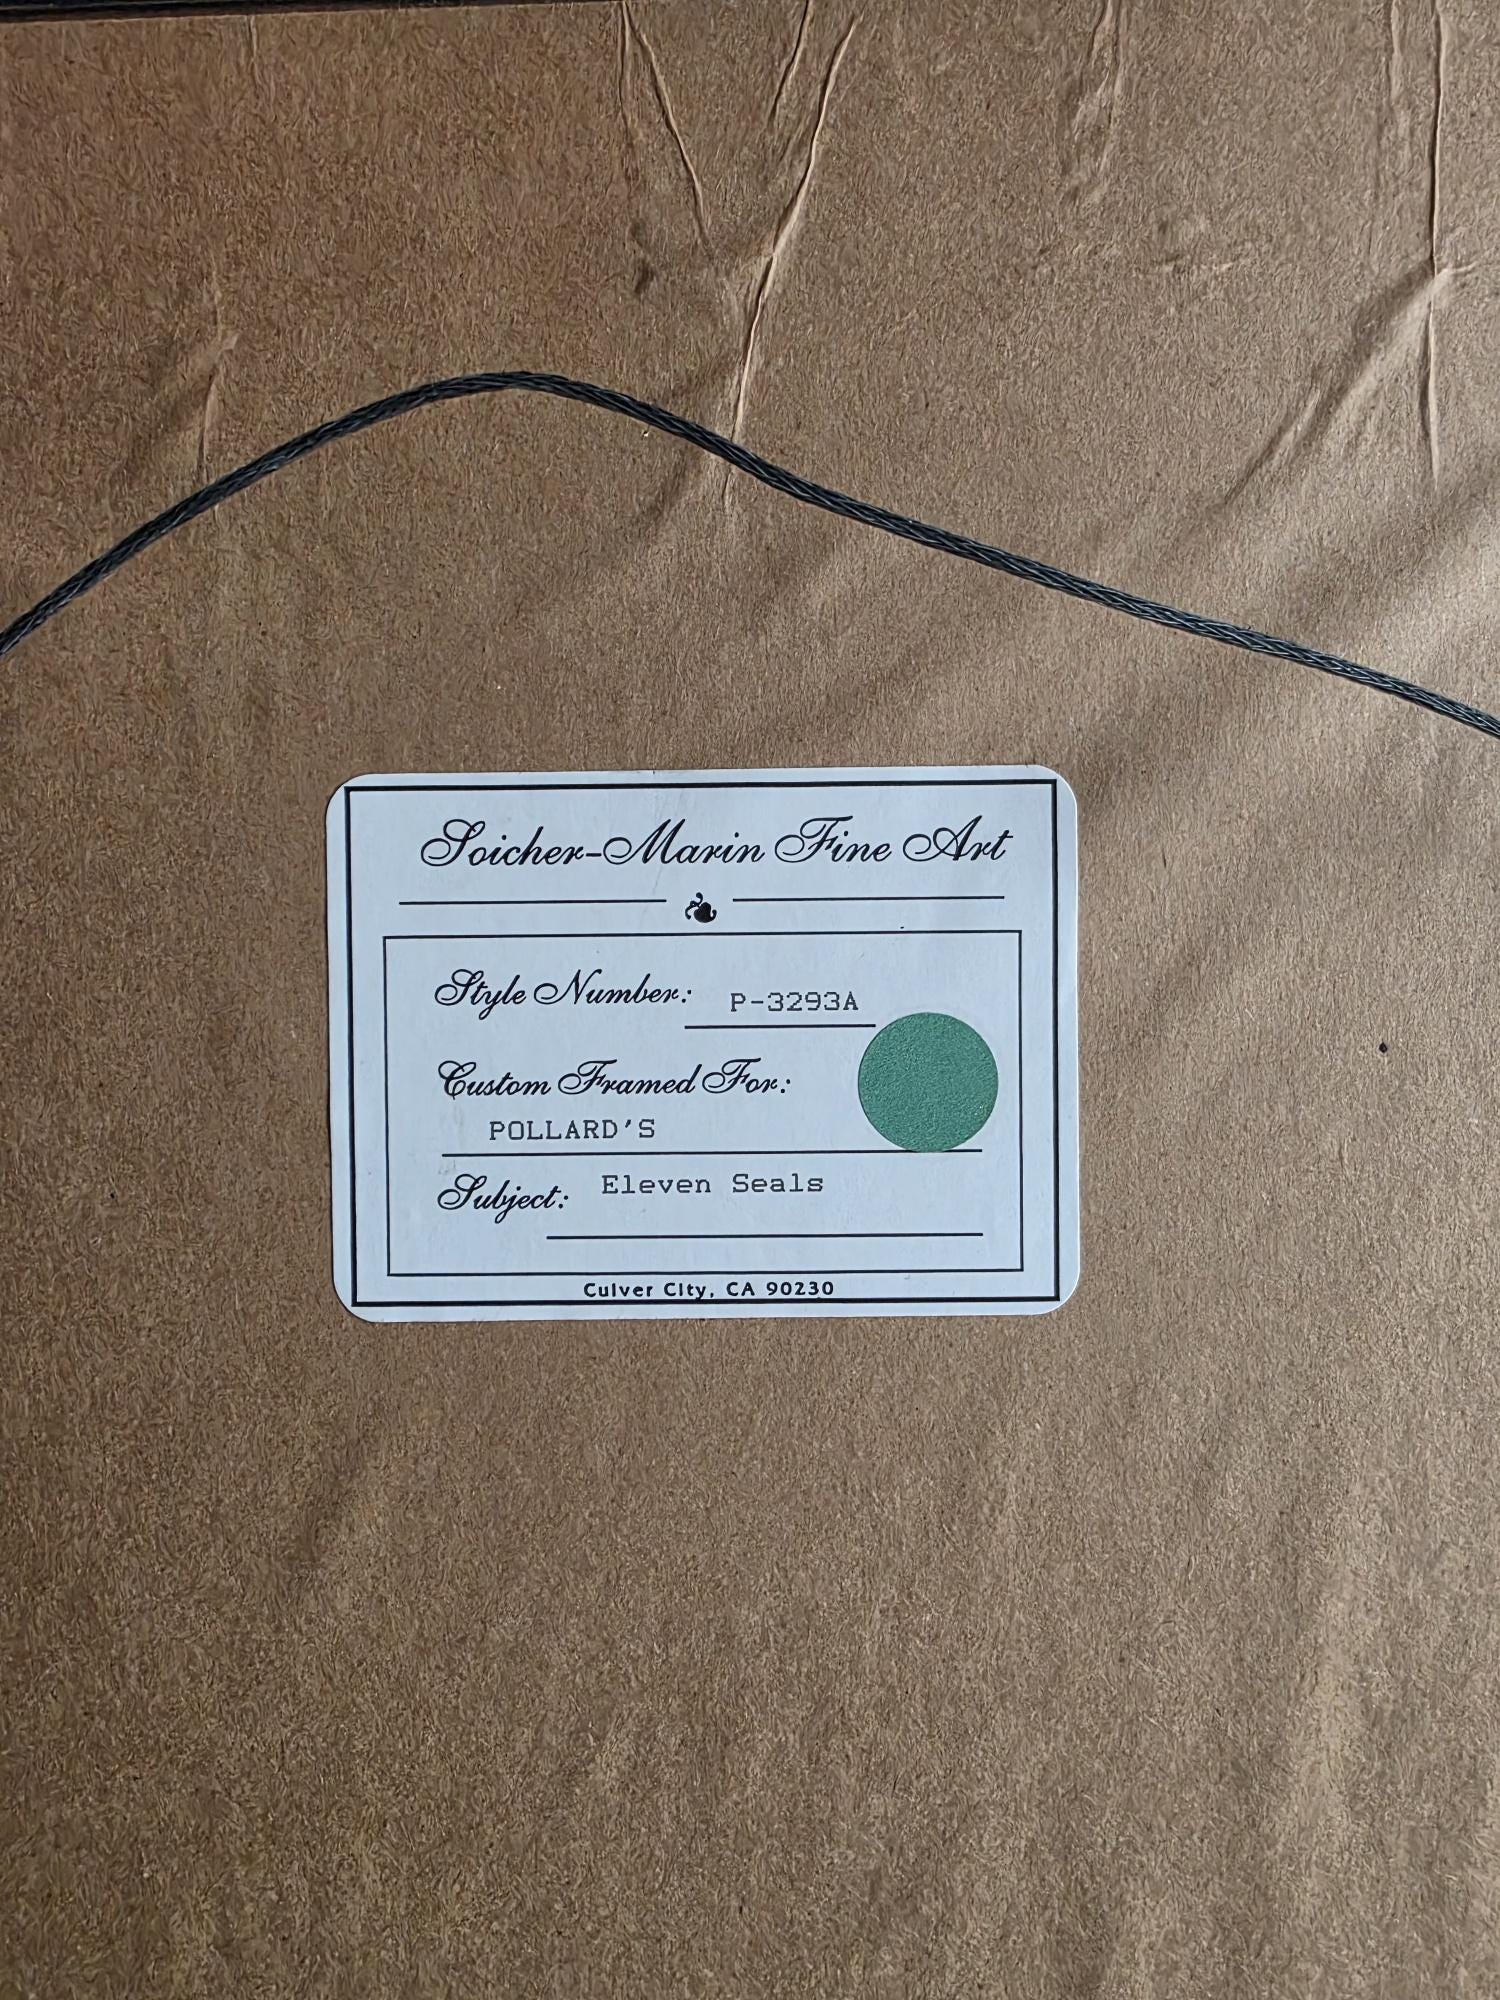 Soicher-Marin Fine Art
Style Number: P-3293A
Custom Framed For:
POLLARD'S
Subject: Eleven Seals
Culver City, CA 90230